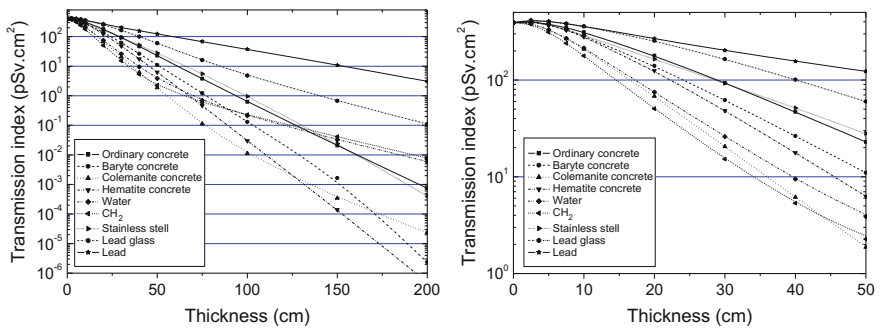 Transmission index (pSv.cm²)
10²
10¹
10⁰
10⁻¹
10⁻²
10⁻³
10⁻⁴
10⁻⁵
10⁻⁶
Ordinary concrete
Baryte concrete
Colemanite concrete
Hematite concrete
Water
CH₂
Stainless stell
Lead glass
Lead
0 50 100 150 200
Thickness (cm)
Transmission index (pSv.cm²)
10²
10¹
10⁰
Ordinary concrete
Baryte concrete
Colemanite concrete
Hematite concrete
Water
CH₂
Stainless stell
Lead glass
Lead
0 10 20 30 40 50
Thickness (cm)